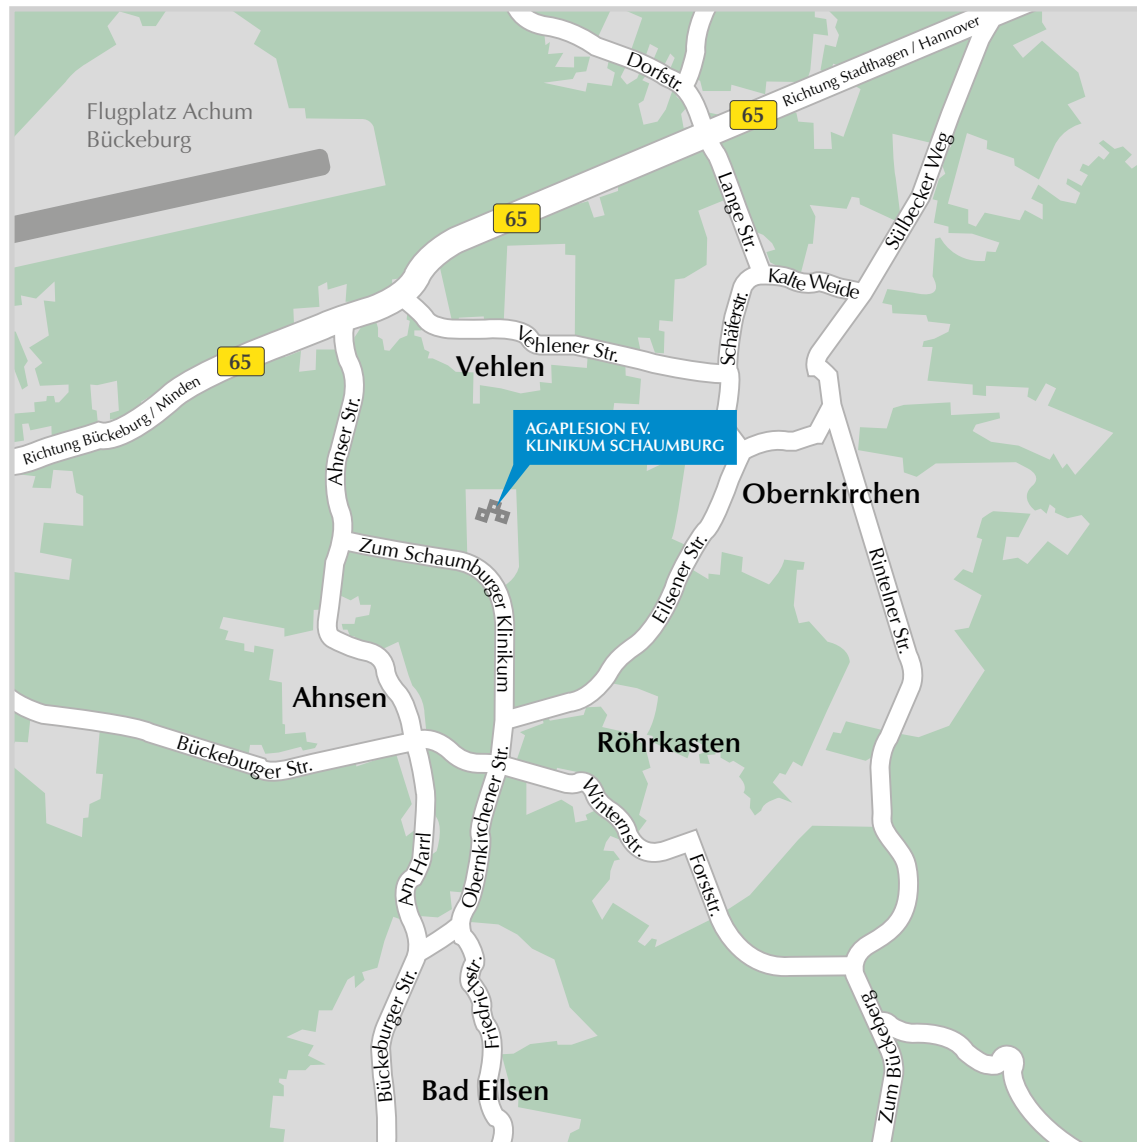 Dorfstr.
Richtung Stadthagen / Hannover
Flugplatz Achum
Bückeburg
65
Lange Str.
Sülbecker Weg
65
Kalte Weide
Schäferstr.
Vehlener Str.
65
Vehlen
Richtung Bückeburg / Minden
Ahnser Str.
AGAPLESION EV.
KLINIKUM SCHAUMBURG
Obernkirchen
Zum Schaumburger Klinikum
Eilsener Str.
Rintelner Str.
Ahnsen
Röhrkasten
Bückeburger Str.
Obernkirchener Str.
Winternstr.
Am Harrl
Forststr.
Bückeburger Str.
Friedrichstr.
Zum Bückeberg
Bad Eilsen